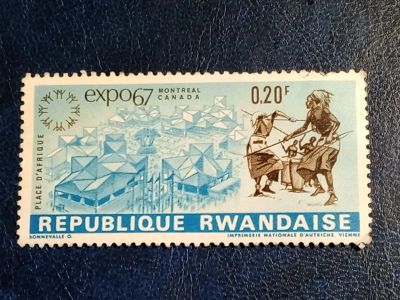 expo67 MONTREAL
CANADA
0.20F
PLACE D'AFRIQUE
REPUBLIQUE RWANDAISE
BONNEVALLE O.
IMPRIMERIE NATIONALE D'AUTRICHE, VIENNE